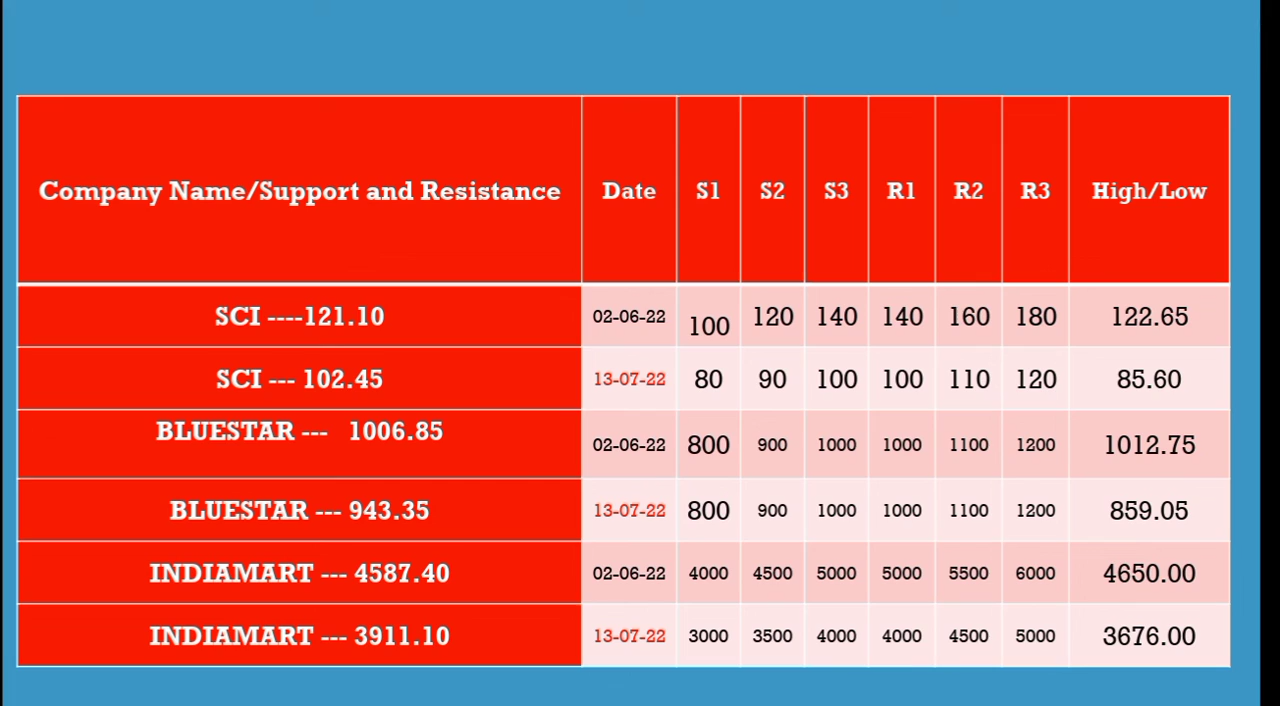 Company Name/Support and Resistance Date S1 S2 S3 R1 R2 R3 High/Low
SCI ----121.10 02-06-22 100 120 140 140 160 180 122.65
SCI --- 102.45 13-07-22 80 90 100 100 110 120 85.60
BLUESTAR --- 1006.85 02-06-22 800 900 1000 1000 1100 1200 1012.75
BLUESTAR --- 943.35 13-07-22 800 900 1000 1000 1100 1200 859.05
INDIAMART --- 4587.40 02-06-22 4000 4500 5000 5000 5500 6000 4650.00
INDIAMART --- 3911.10 13-07-22 3000 3500 4000 4000 4500 5000 3676.00